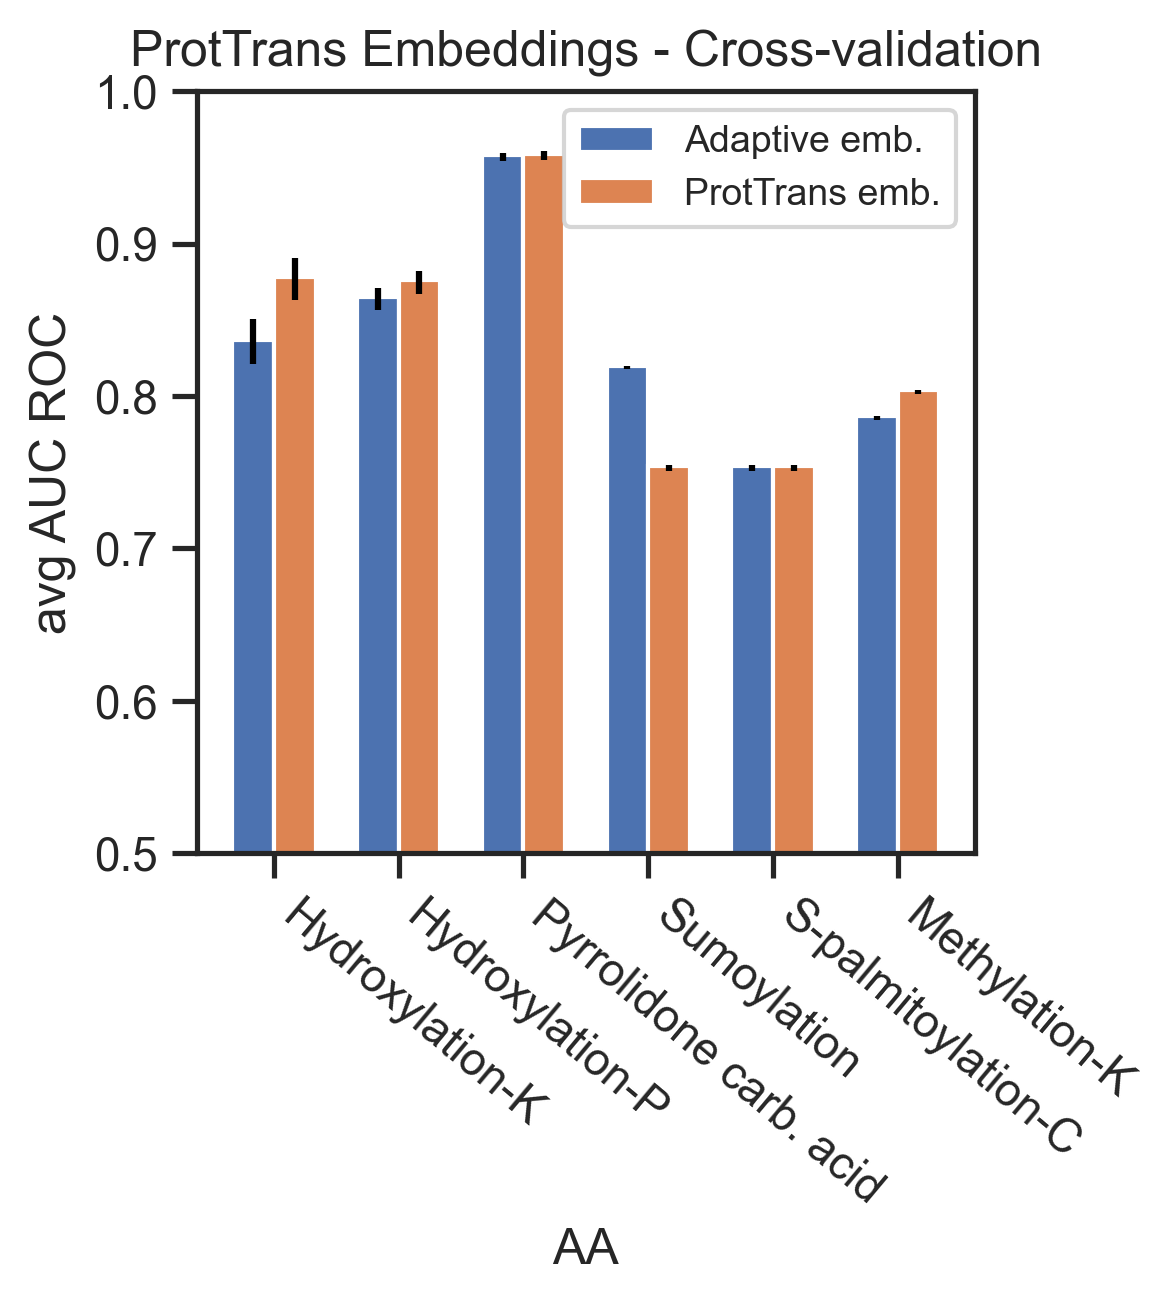 ProtTrans Embeddings - Cross-validation
1.0
0.9
0.8
0.7
0.6
0.5
avg AUC ROC
Adaptive emb.
ProtTrans emb.
Hydroxylation-K
Hydroxylation-P
Pyrrolidone carb. acid
Sumoylation
S-palmitoylation-C
Methylation-K
AA